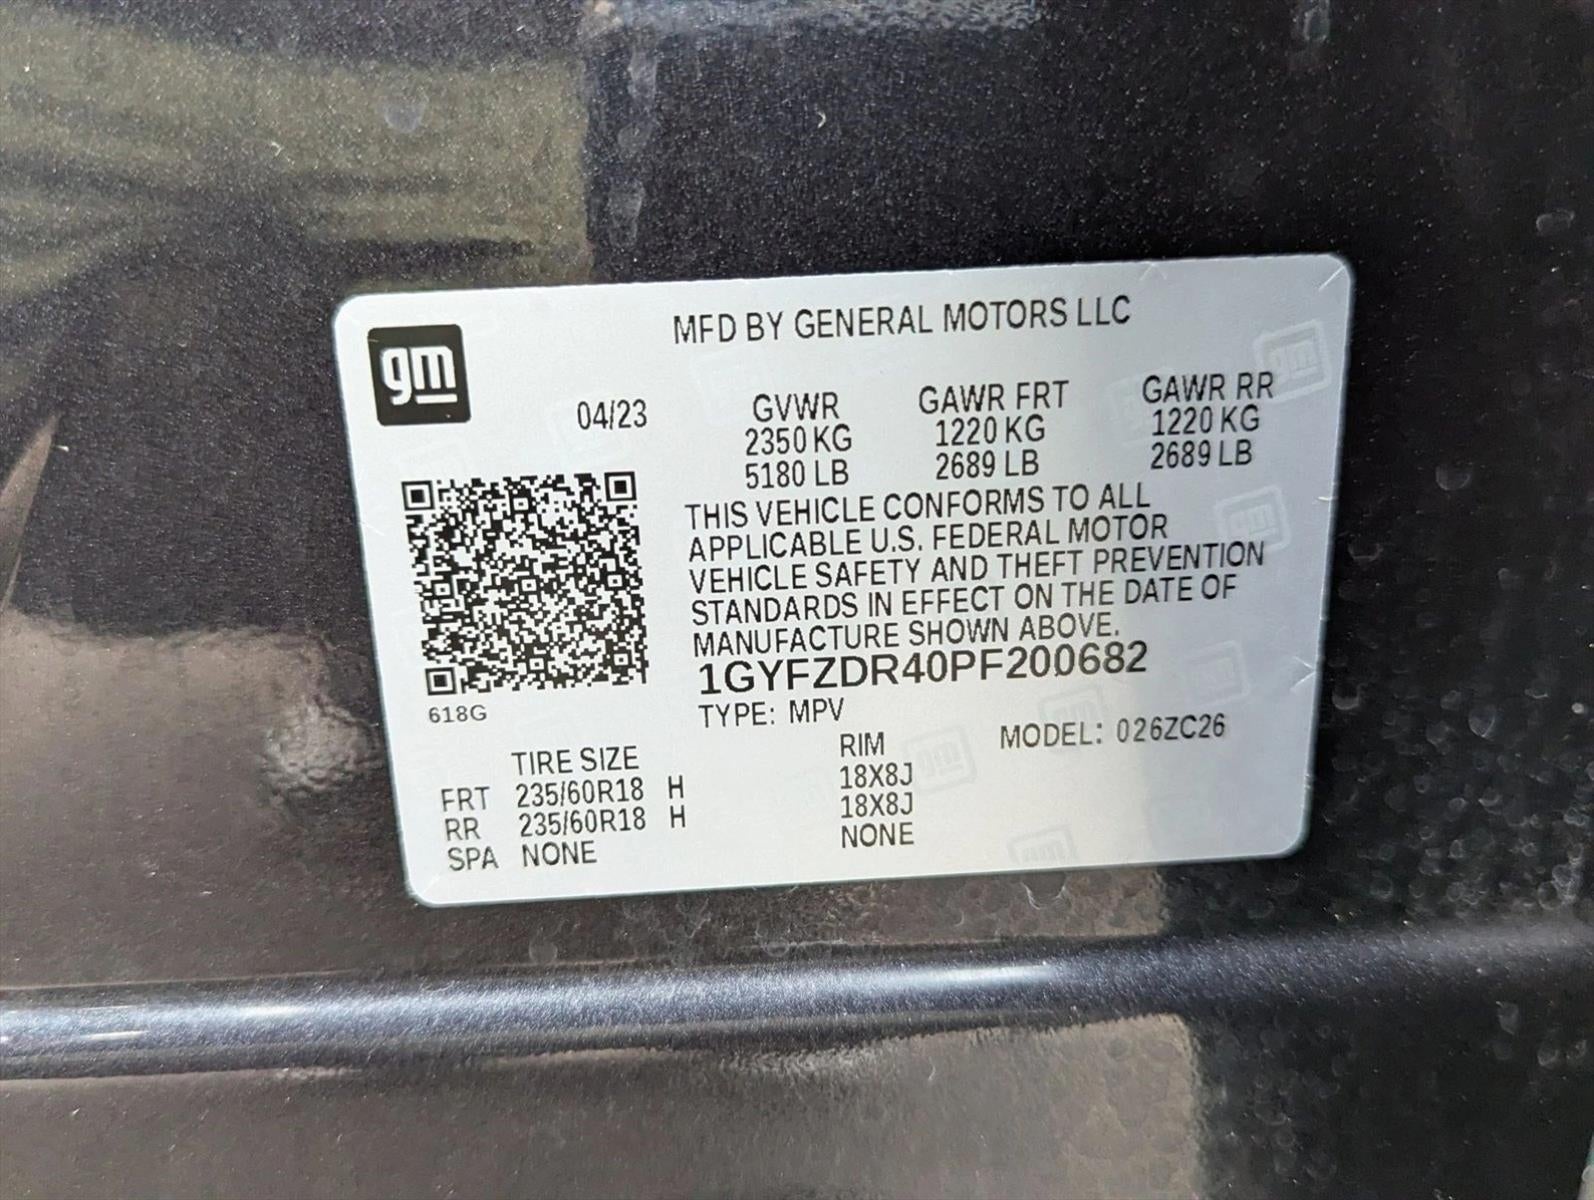 gm
MFD BY GENERAL MOTORS LLC
04/23
GVWR GAWR FRT GAWR RR
2350 KG 1220 KG 1220 KG
5180 LB 2689 LB 2689 LB
THIS VEHICLE CONFORMS TO ALL
APPLICABLE U.S. FEDERAL MOTOR
VEHICLE SAFETY AND THEFT PREVENTION
STANDARDS IN EFFECT ON THE DATE OF
MANUFACTURE SHOWN ABOVE.
1GYFZDR40PF200682
618G
TYPE: MPV
MODEL: 026ZC26
TIRE SIZE RIM
FRT 235/60R18 H 18X8J
RR 235/60R18 H 18X8J
SPA NONE NONE